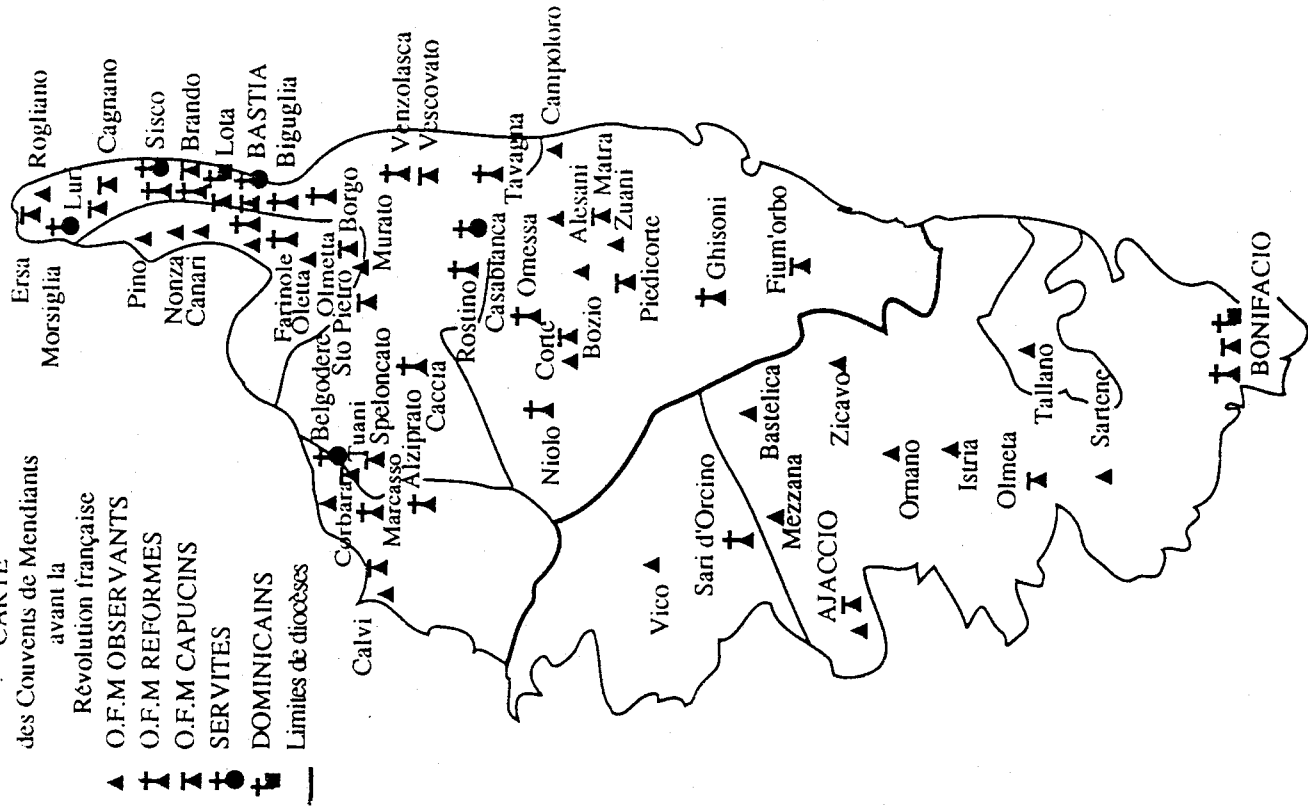 CARTE
des Couvents de Mendiants
avant la
Révolution française
O.F.M OBSERVANTS
O.F.M REFORMES
O.F.M CAPUCINS
SERVITES
DOMINICAINS
Limites de diocèses
Ersa
Rogliano
Morsiglia
Luri
Cagnano
Pino
Sisco
Nonza
Brando
Canari
Lota
BASTIA
Farinole
Biguglia
Oletta
Olmeta
Borgo
Sto Pietro
Murato
Venzolasca
Vescovato
Belgodere
Tuani
Corbara
Speloncato
Marcasso
Alziprato
Caccia
Calvi
Rostino
Casabianca
Tavagna
Campoloro
Omessa
Corte
Bozio
Alesani
Matra
Zuani
Piedicorte
Niolo
Ghisoni
Fium'orbo
Vico
Sari d'Orcino
Bastelica
Mezzana
Zicavo
AJACCIO
Ornano
Istria
Olmeta
Tallano
Sartene
BONIFACIO